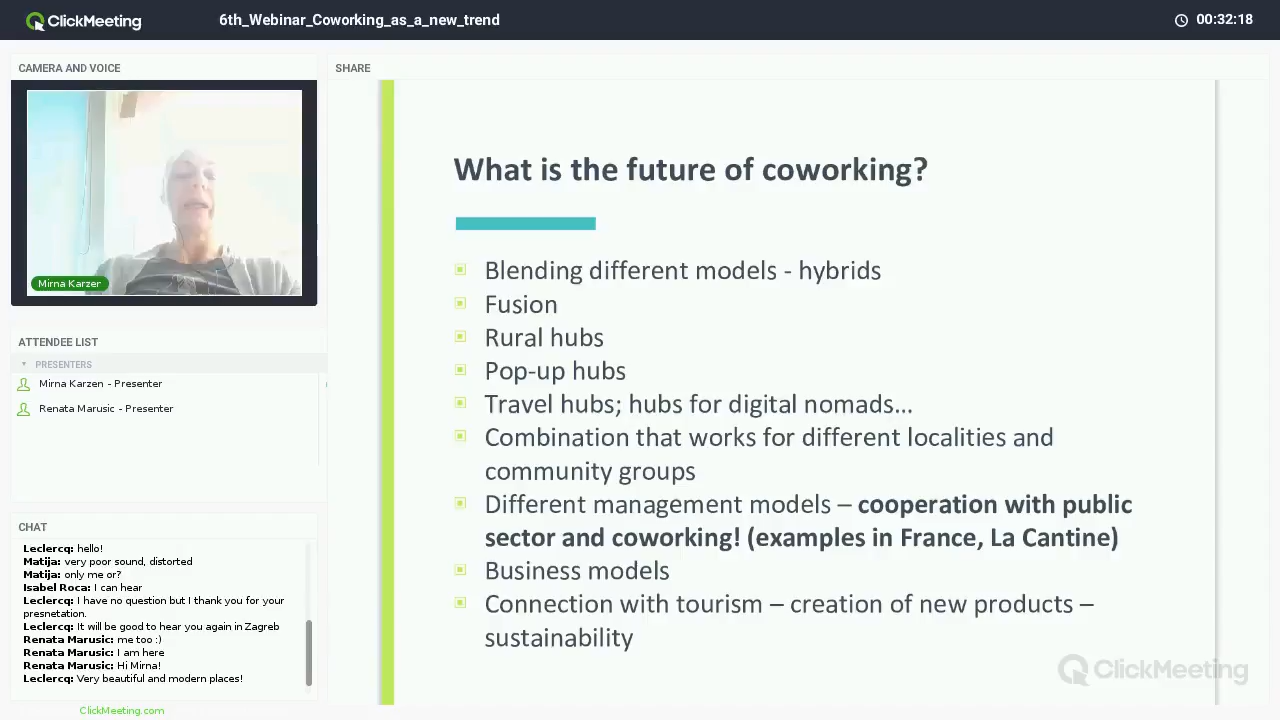 ClickMeeting
6th_Webinar_Coworking_as_a_new_trend
00:32:18
CAMERA AND VOICE
Mirna Karzer
ATTENDEE LIST
PRESENTERS
Mirna Karzen - Presenter
Renata Marusic - Presenter
CHAT
Leclercq: hello!
Matija: very poor sound, distorted
Matija: only me or?
Isabel Roca: I can hear
Leclercq: I have no question but I thank you for your
presnetation.
Leclercq: It will be good to hear you again in Zagreb
Renata Marusic: me too :)
Renata Marusic: I am here
Renata Marusic: Hi Mirna!
Leclercq: Very beautiful and modern places!
ClickMeeting.com
SHARE
What is the future of coworking?
Blending different models - hybrids
Fusion
Rural hubs
Pop-up hubs
Travel hubs; hubs for digital nomads...
Combination that works for different localities and
community groups
Different management models – cooperation with public
sector and coworking! (examples in France, La Cantine)
Business models
Connection with tourism – creation of new products –
sustainability
ClickMeeting